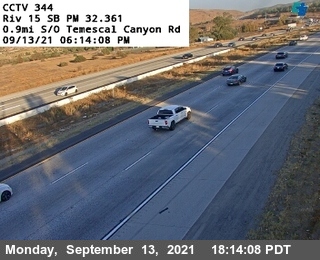 CCTV 344
Riv 15 SB PM 32.361
0.9mi S/O Temescal Canyon Rd
09/13/21 06:14:08 PM
Monday, September 13, 2021 18:14:08 PDT